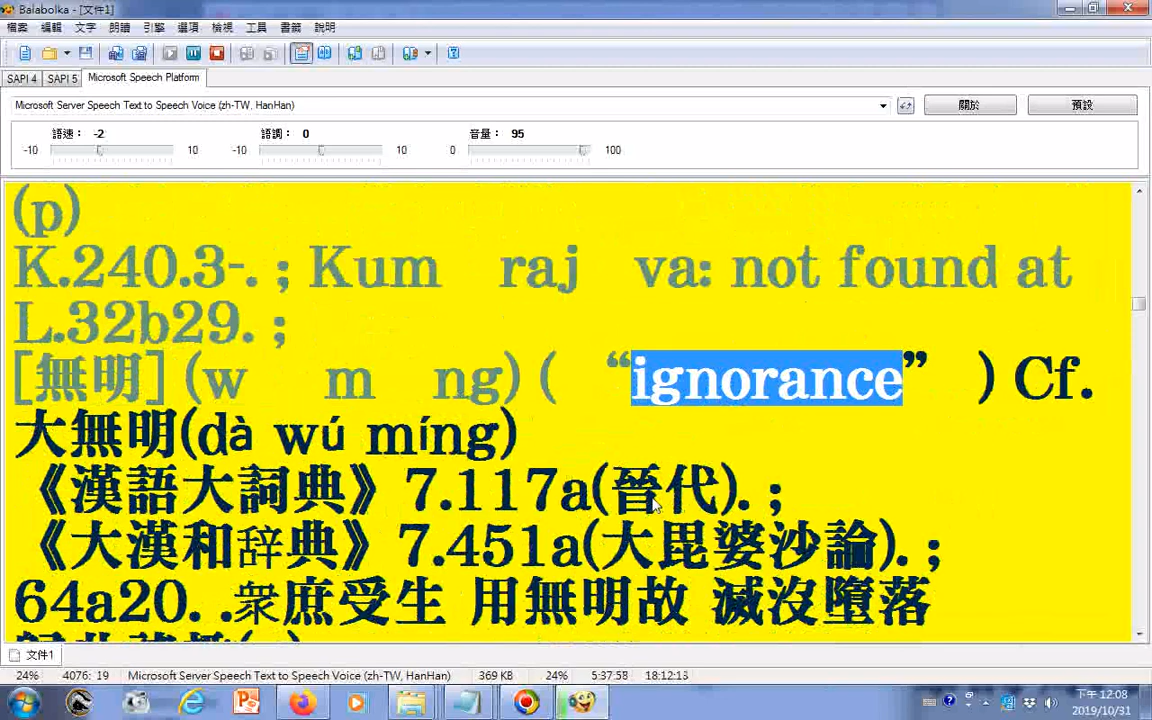 Balabolka - [文件1]
檔案 編輯 文字 朗讀 引擎 選項 檢視 工具 書籤 說明
SAPI 4 SAPI 5 Microsoft Speech Platform
Microsoft Server Speech Text to Speech Voice (zh-TW, HanHan) 關於 預設
語速： -2 語調： 0 音量： 95
-10 10 -10 10 0 100
(p)
K.240.3-. ; Kum raj va: not found at
L.32b29. ;
[無明] (w m ng) ( “ignorance” ) Cf.
大無明(dà wú míng)
《漢語大詞典》 7.117a(晉代). ;
《大漢和辞典》 7.451a(大毘婆沙論). ;
64a20. .衆庶受生 用無明故 滅沒墮落
文件1
24% 4076: 19 Microsoft Server Speech Text to Speech Voice (zh-TW, HanHan) 369 KB 24% 5:37:58 18:12:13
下午 12:08
2019/10/31